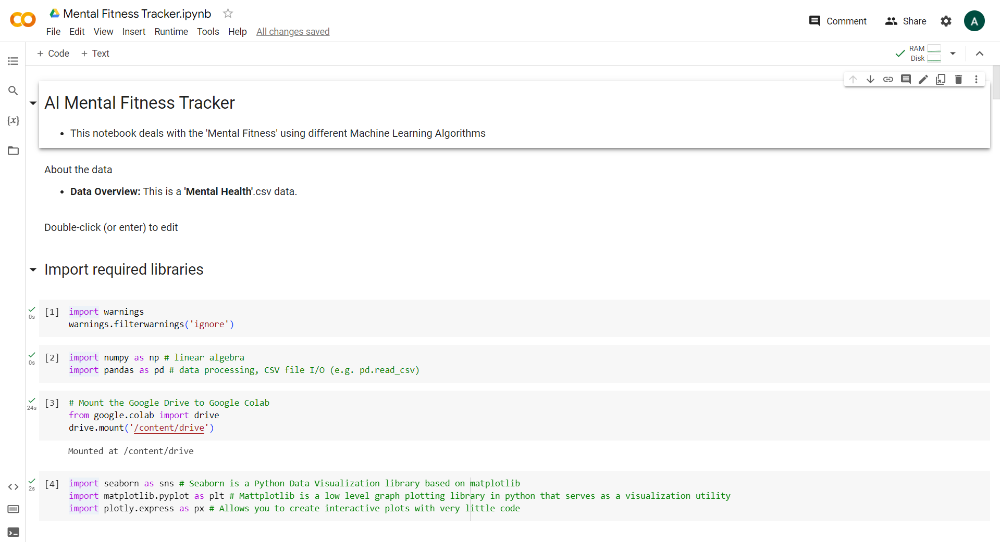 Mental Fitness Tracker.ipynb
Comment
Share
A
File Edit View Insert Runtime Tools Help All changes saved
+ Code + Text
RAM
Disk
AI Mental Fitness Tracker
• This notebook deals with the 'Mental Fitness' using different Machine Learning Algorithms
About the data
• Data Overview: This is a 'Mental Health'.csv data.
Double-click (or enter) to edit
Import required libraries
0s
[1] import warnings
warnings.filterwarnings('ignore')
0s
[2] import numpy as np # linear algebra
import pandas as pd # data processing, CSV file I/O (e.g. pd.read_csv)
24s
[3] # Mount the Google Drive to Google Colab
from google.colab import drive
drive.mount('/content/drive')
Mounted at /content/drive
2s
[4] import seaborn as sns # Seaborn is a Python Data Visualization library based on matplotlib
import matplotlib.pyplot as plt # Mattplotlib is a low level graph plotting library in python that serves as a visualization utility
import plotly.express as px # Allows you to create interactive plots with very little code